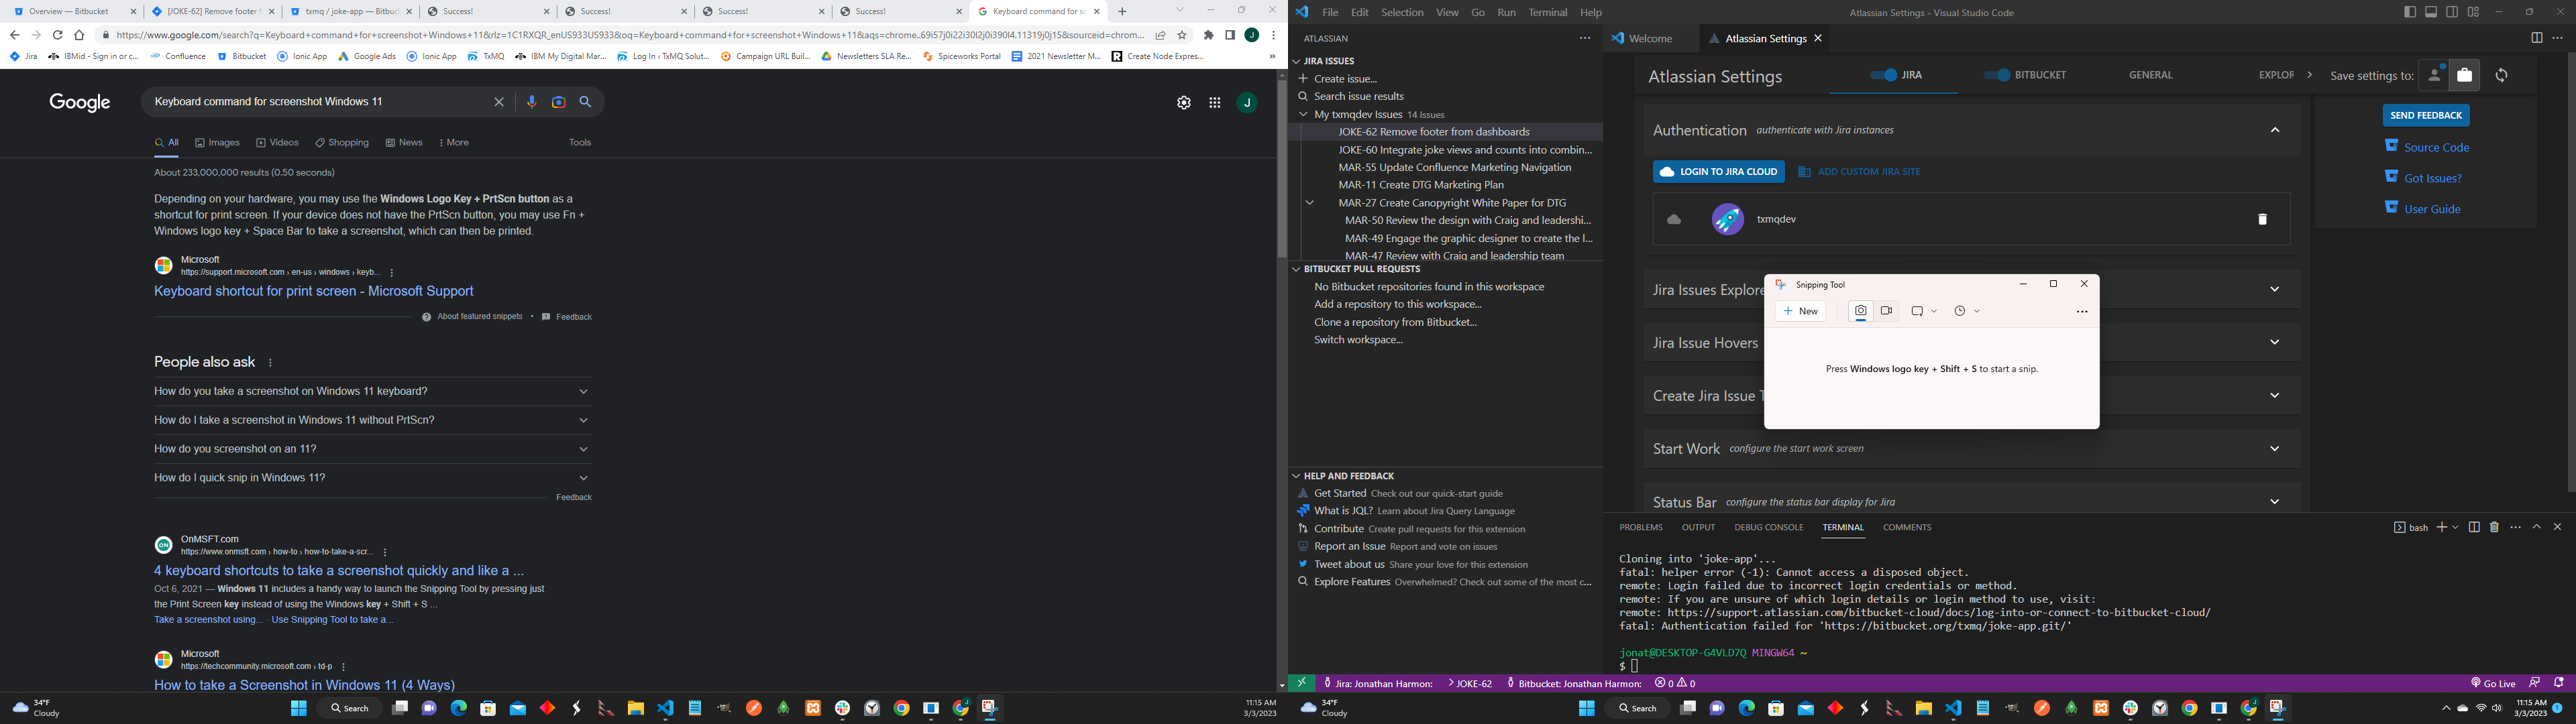 Overview — Bitbucket
[JOKE-62] Remove footer
txmq / joke-app — Bitbuck
Success!
Success!
Success!
Success!
Keyboard command for sc
https://www.google.com/search?q=Keyboard+command+for+screenshot+Windows+11&rlz=1C1RXQR_enUS933US933&oq=Keyboard+command+for+screenshot+Windows+11&aqs=chrome..69i57j0i22i30l2j0i390l4.11319j0j15&sourceid=chrom...
Jira
IBMid - Sign in or c...
Confluence
Bitbucket
Ionic App
Google Ads
Ionic App
TxMQ
IBM My Digital Mar...
Log In ‹ TxMQ Solut...
Campaign URL Buil...
Newsletters SLA Re...
Spiceworks Portal
2021 Newsletter M...
Create Node Expres...
»
Google
Keyboard command for screenshot Windows 11
J
All
Images
Videos
Shopping
News
More
Tools
About 233,000,000 results (0.50 seconds)
Depending on your hardware, you may use the Windows Logo Key + PrtScn button as a
shortcut for print screen. If your device does not have the PrtScn button, you may use Fn +
Windows logo key + Space Bar to take a screenshot, which can then be printed.
Microsoft
https://support.microsoft.com › en-us › windows › keyb...
Keyboard shortcut for print screen - Microsoft Support
About featured snippets • Feedback
People also ask
How do you take a screenshot on Windows 11 keyboard?
How do I take a screenshot in Windows 11 without PrtScn?
How do you screenshot on an 11?
How do I quick snip in Windows 11?
Feedback
OnMSFT.com
https://www.onmsft.com › how-to › how-to-take-a-scr...
4 keyboard shortcuts to take a screenshot quickly and like a ...
Oct 6, 2021 — Windows 11 includes a handy way to launch the Snipping Tool by pressing just
the Print Screen key instead of using the Windows key + Shift + S ...
Take a screenshot using... · Use Snipping Tool to take a...
Microsoft
https://techcommunity.microsoft.com › td-p
How to take a Screenshot in Windows 11 (4 Ways)
34°F
Cloudy
Search
11:15 AM
3/3/2023
File Edit Selection View Go Run Terminal Help
Atlassian Settings - Visual Studio Code
ATLASSIAN
JIRA ISSUES
Create issue...
Search issue results
My txmqdev Issues 14 Issues
JOKE-62 Remove footer from dashboards
JOKE-60 Integrate joke views and counts into combin...
MAR-55 Update Confluence Marketing Navigation
MAR-11 Create DTG Marketing Plan
MAR-27 Create Canopyright White Paper for DTG
MAR-50 Review the design with Craig and leadershi...
MAR-49 Engage the graphic designer to create the l...
MAR-47 Review with Craig and leadership team
BITBUCKET PULL REQUESTS
No Bitbucket repositories found in this workspace
Add a repository to this workspace...
Clone a repository from Bitbucket...
Switch workspace...
HELP AND FEEDBACK
Get Started Check out our quick-start guide
What is JQL? Learn about Jira Query Language
Contribute Create pull requests for this extension
Report an Issue Report and vote on issues
Tweet about us Share your love for this extension
Explore Features Overwhelmed? Check out some of the most c...
Welcome
Atlassian Settings
Atlassian Settings
JIRA
BITBUCKET
GENERAL
EXPLOR
Save settings to:
Authentication authenticate with Jira instances
LOGIN TO JIRA CLOUD
ADD CUSTOM JIRA SITE
txmqdev
Jira Issues Explore
Jira Issue Hovers
Create Jira Issue T
Start Work configure the start work screen
Status Bar configure the status bar display for Jira
SEND FEEDBACK
Source Code
Got Issues?
User Guide
Snipping Tool
New
Press Windows logo key + Shift + S to start a snip.
PROBLEMS OUTPUT DEBUG CONSOLE TERMINAL COMMENTS
bash
Cloning into 'joke-app'...
fatal: helper error (-1): Cannot access a disposed object.
remote: Login failed due to incorrect login credentials or method.
remote: If you are unsure of which login details or login method to use, visit:
remote: https://support.atlassian.com/bitbucket-cloud/docs/log-into-or-connect-to-bitbucket-cloud/
fatal: Authentication failed for 'https://bitbucket.org/txmq/joke-app.git/'
jonat@DESKTOP-G4VLD7Q MINGW64 ~
$
Jira: Jonathan Harmon:
JOKE-62
Bitbucket: Jonathan Harmon:
0 0
Go Live
34°F
Cloudy
Search
11:15 AM
3/3/2023
1